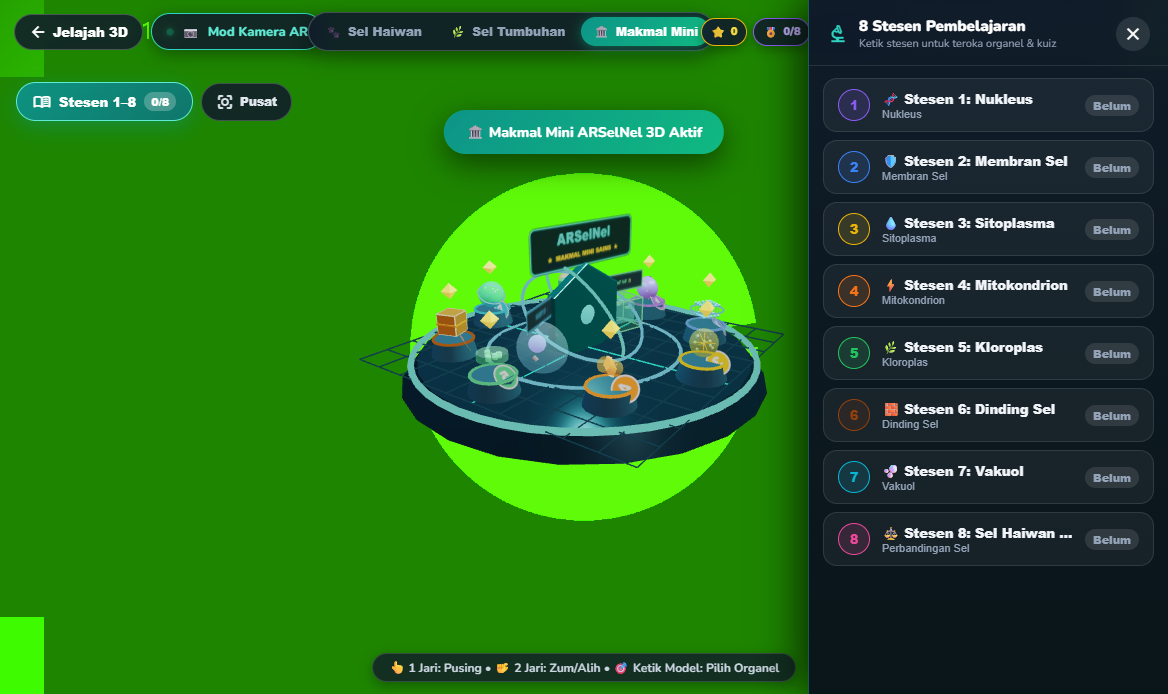 Jelajah 3D
Mod Kamera AR
Sel Haiwan
Sel Tumbuhan
Makmal Mini
0
0/8
Stesen 1–8 0/8
Pusat
Makmal Mini ARSelNel 3D Aktif
ARSelNel
★ MAKMAL MINI SAINS ★
1 Jari: Pusing • 2 Jari: Zum/Alih • Ketik Model: Pilih Organel
8 Stesen Pembelajaran
Ketik stesen untuk teroka organel & kuiz
1 Stesen 1: Nukleus
Nukleus
Belum
2 Stesen 2: Membran Sel
Membran Sel
Belum
3 Stesen 3: Sitoplasma
Sitoplasma
Belum
4 Stesen 4: Mitokondrion
Mitokondrion
Belum
5 Stesen 5: Kloroplas
Kloroplas
Belum
6 Stesen 6: Dinding Sel
Dinding Sel
Belum
7 Stesen 7: Vakuol
Vakuol
Belum
8 Stesen 8: Sel Haiwan ...
Perbandingan Sel
Belum